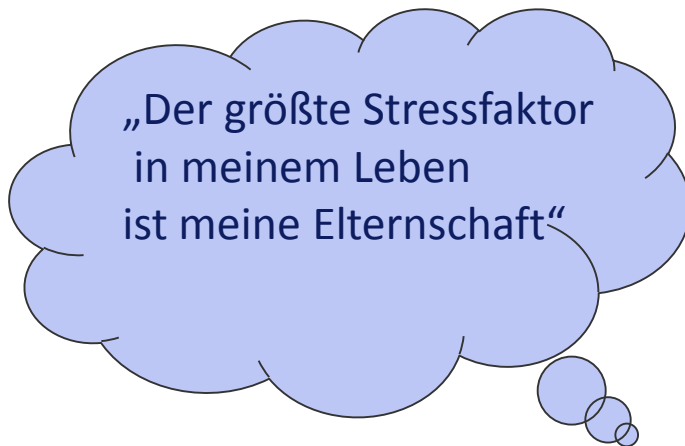 „Der größte Stressfaktor
in meinem Leben
ist meine Elternschaft“